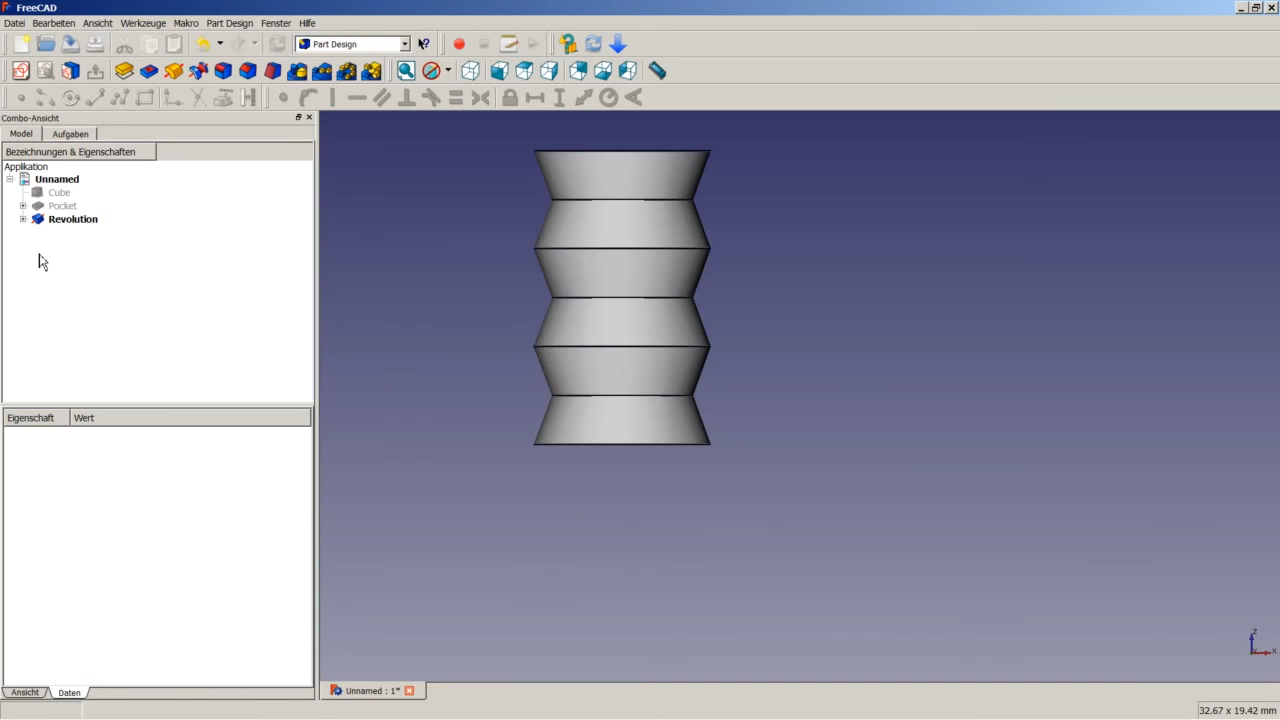 FreeCAD
Datei Bearbeiten Ansicht Werkzeuge Makro Part Design Fenster Hilfe
Part Design
Combo-Ansicht
Model Aufgaben
Bezeichnungen & Eigenschaften
Applikation
Unnamed
Cube
Pocket
Revolution
Eigenschaft Wert
z
x
Ansicht Daten
Unnamed : 1*
32.67 x 19.42 mm